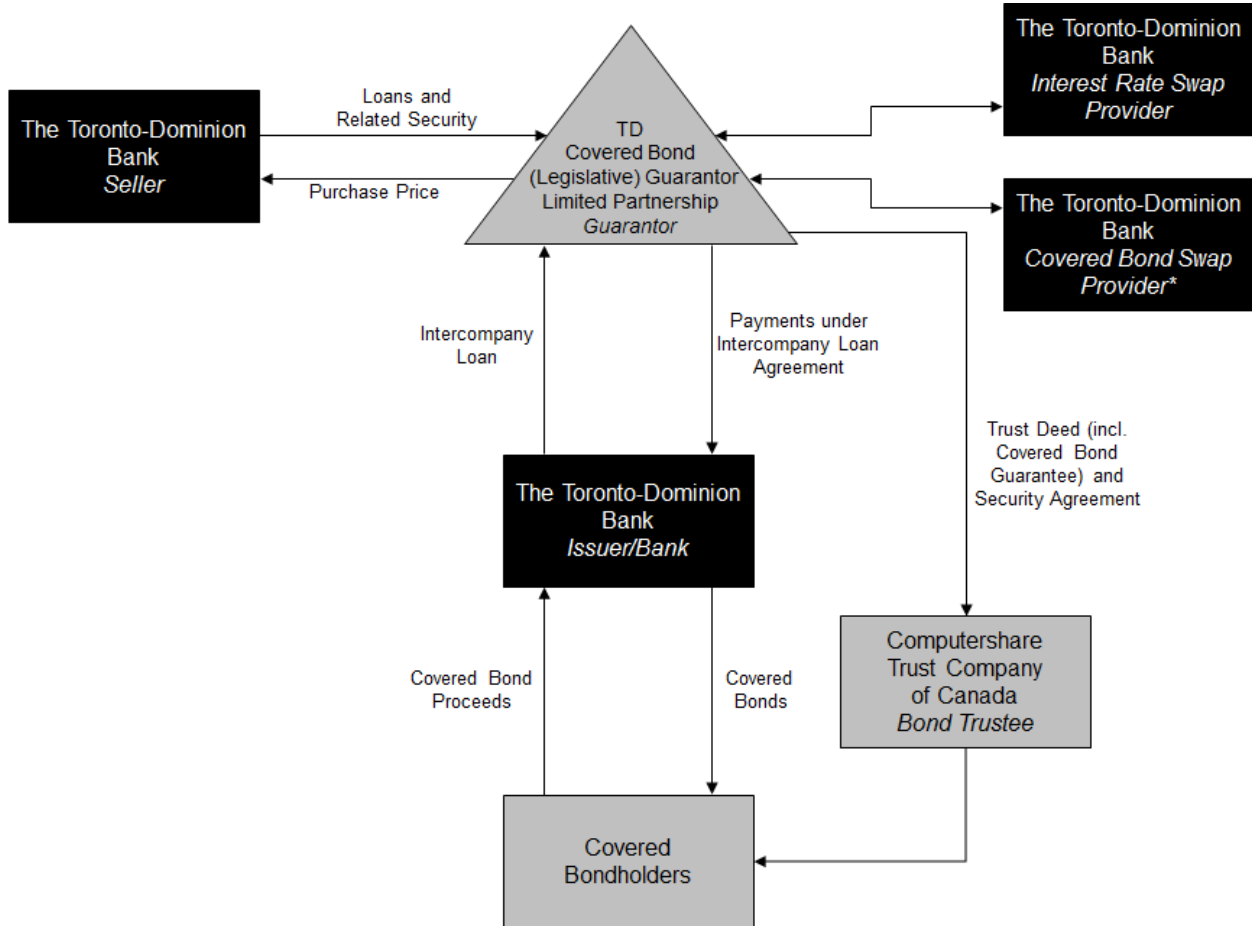 The Toronto-Dominion
Bank
Interest Rate Swap
Provider
The Toronto-Dominion
Bank
Seller
Loans and
Related Security
Purchase Price
TD
Covered Bond
(Legislative) Guarantor
Limited Partnership
Guarantor
The Toronto-Dominion
Bank
Covered Bond Swap
Provider*
Intercompany
Loan
Payments under
Intercompany Loan
Agreement
Trust Deed (incl.
Covered Bond
Guarantee) and
Security Agreement
The Toronto-Dominion
Bank
Issuer/Bank
Covered Bond
Proceeds
Covered
Bonds
Computershare
Trust Company
of Canada
Bond Trustee
Covered
Bondholders